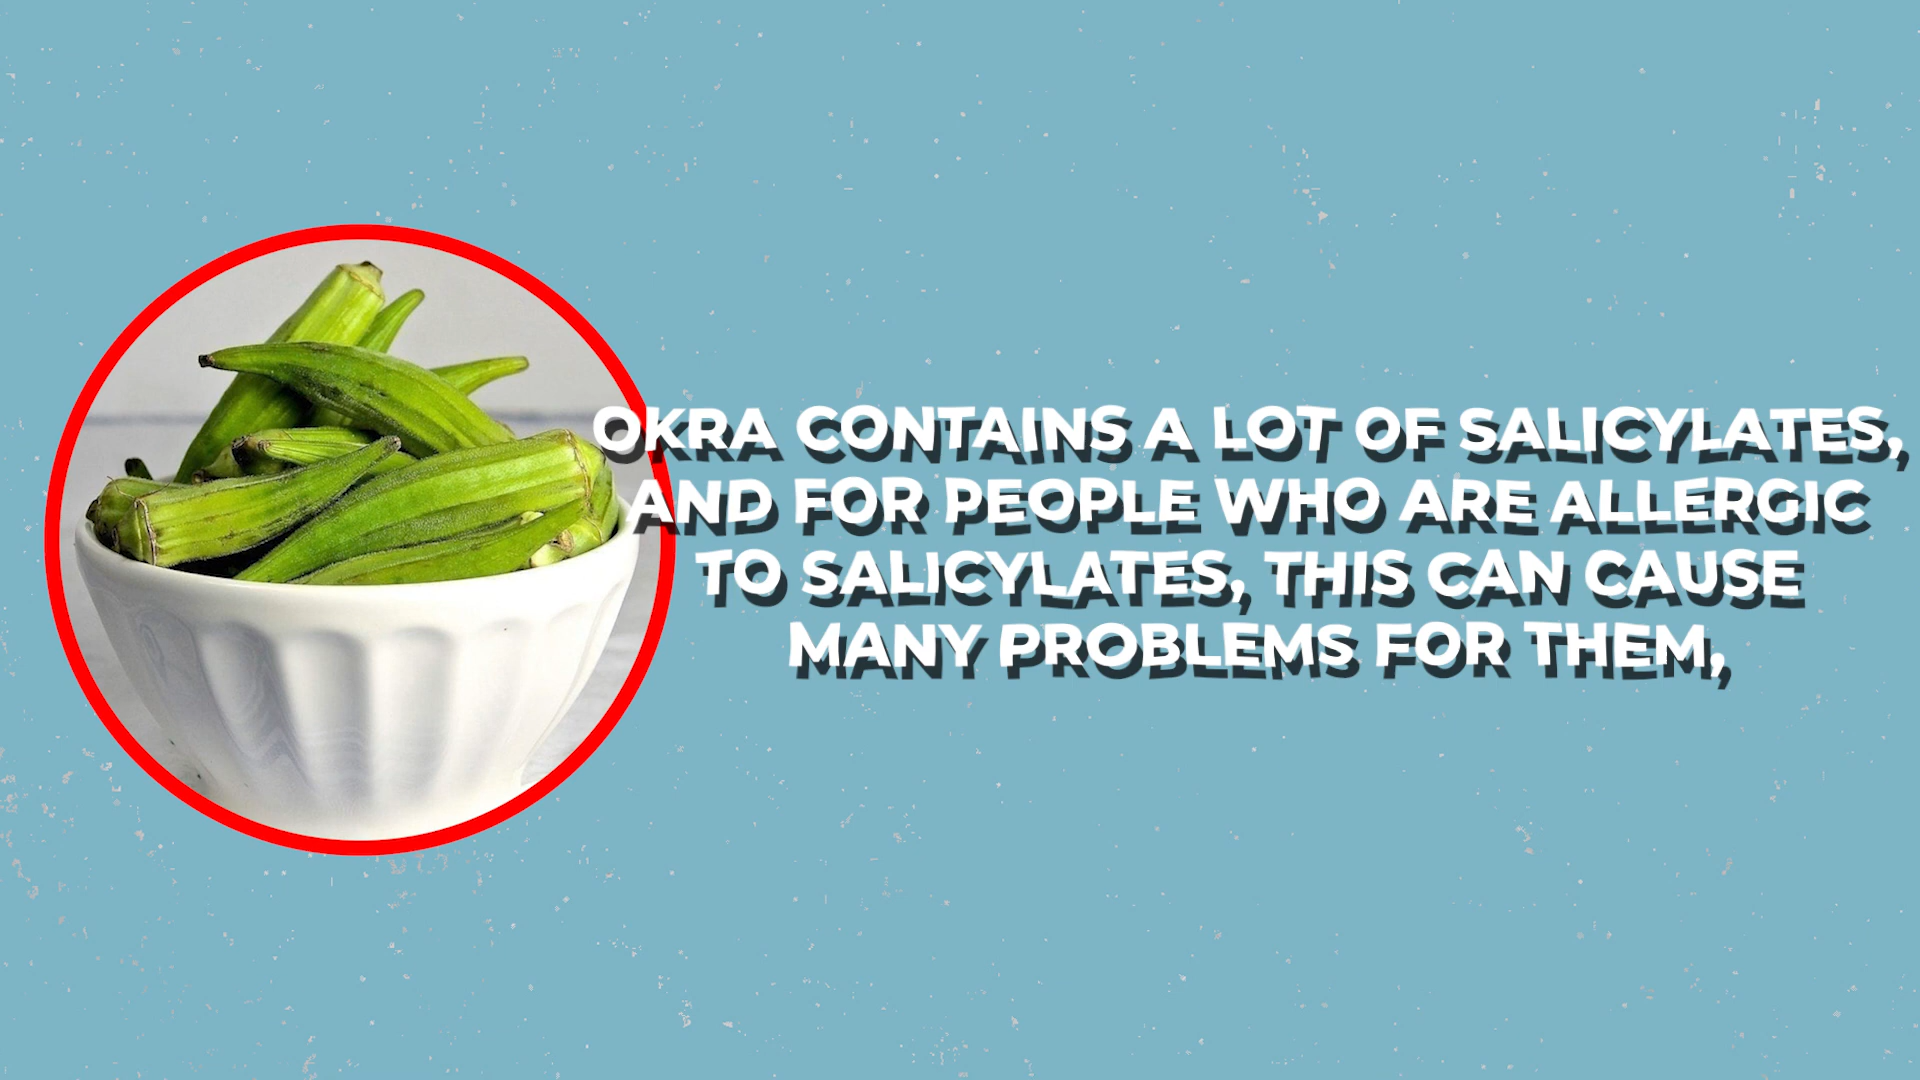 OKRA CONTAINS A LOT OF SALICYLATES,
AND FOR PEOPLE WHO ARE ALLERGIC
TO SALICYLATES, THIS CAN CAUSE
MANY PROBLEMS FOR THEM,